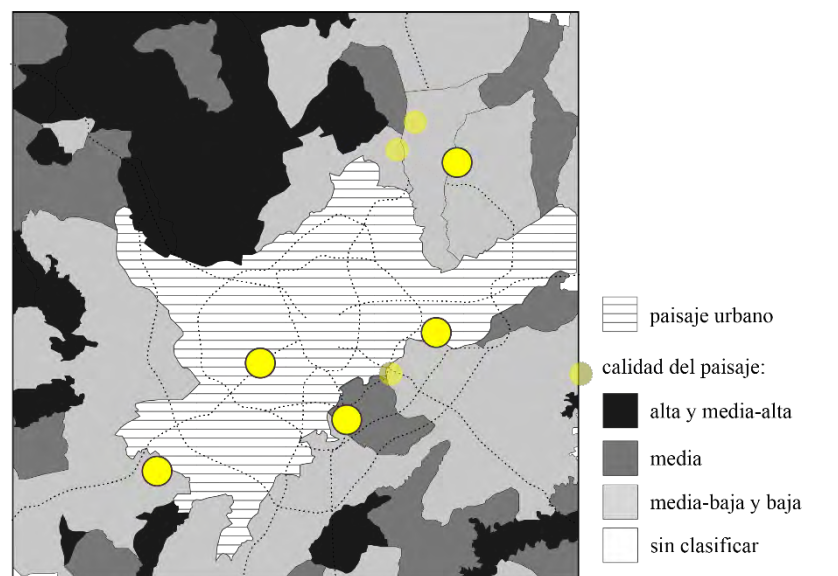 paisaje urbano
calidad del paisaje:
alta y media-alta
media
media-baja y baja
sin clasificar